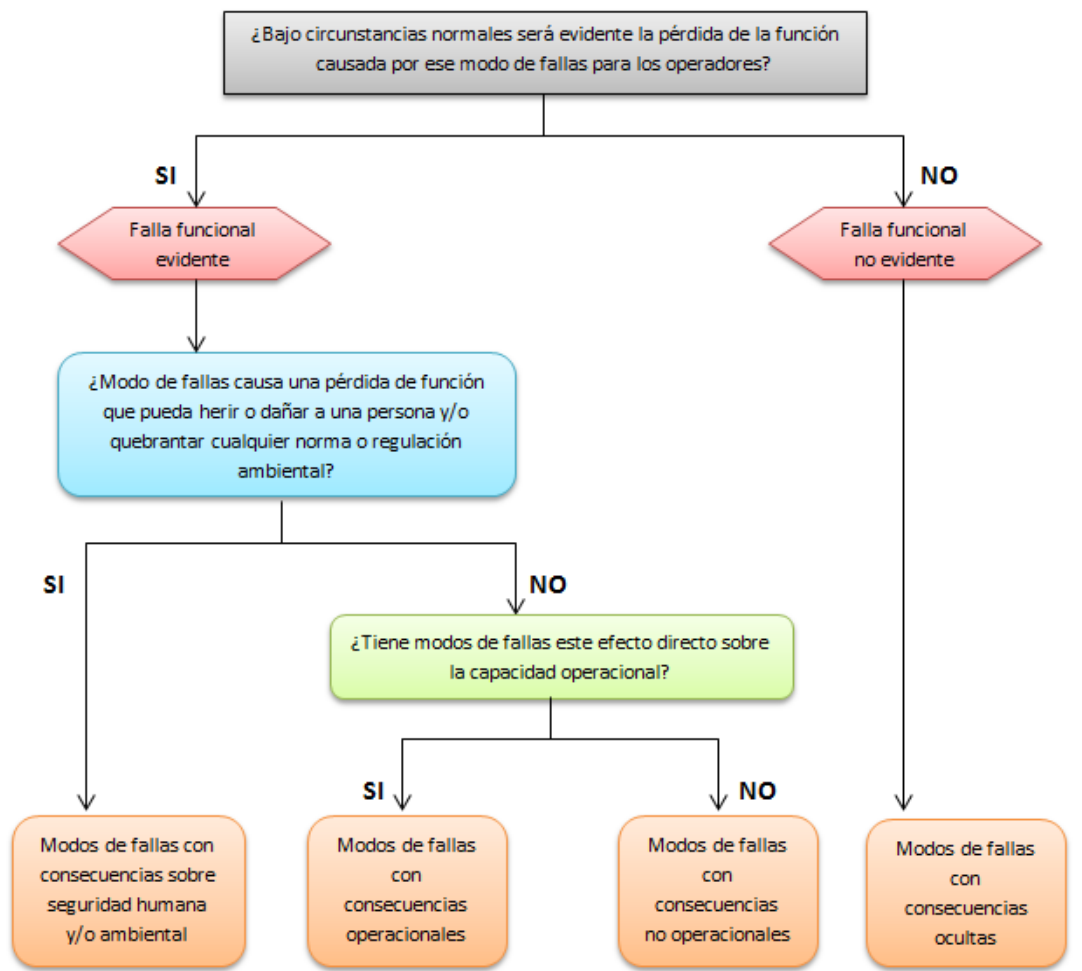 ¿Bajo circunstancias normales será evidente la pérdida de la función
causada por ese modo de fallas para los operadores?
SI
NO
Falla funcional
evidente
Falla funcional
no evidente
¿Modo de fallas causa una pérdida de función
que pueda herir o dañar a una persona y/o
quebrantar cualquier norma o regulación
ambiental?
SI
NO
¿Tiene modos de fallas este efecto directo sobre
la capacidad operacional?
SI
NO
Modos de fallas con
consecuencias sobre
seguridad humana
y/o ambiental
Modos de fallas
con
consecuencias
operacionales
Modos de fallas
con
consecuencias
no operacionales
Modos de fallas
con
consecuencias
ocultas